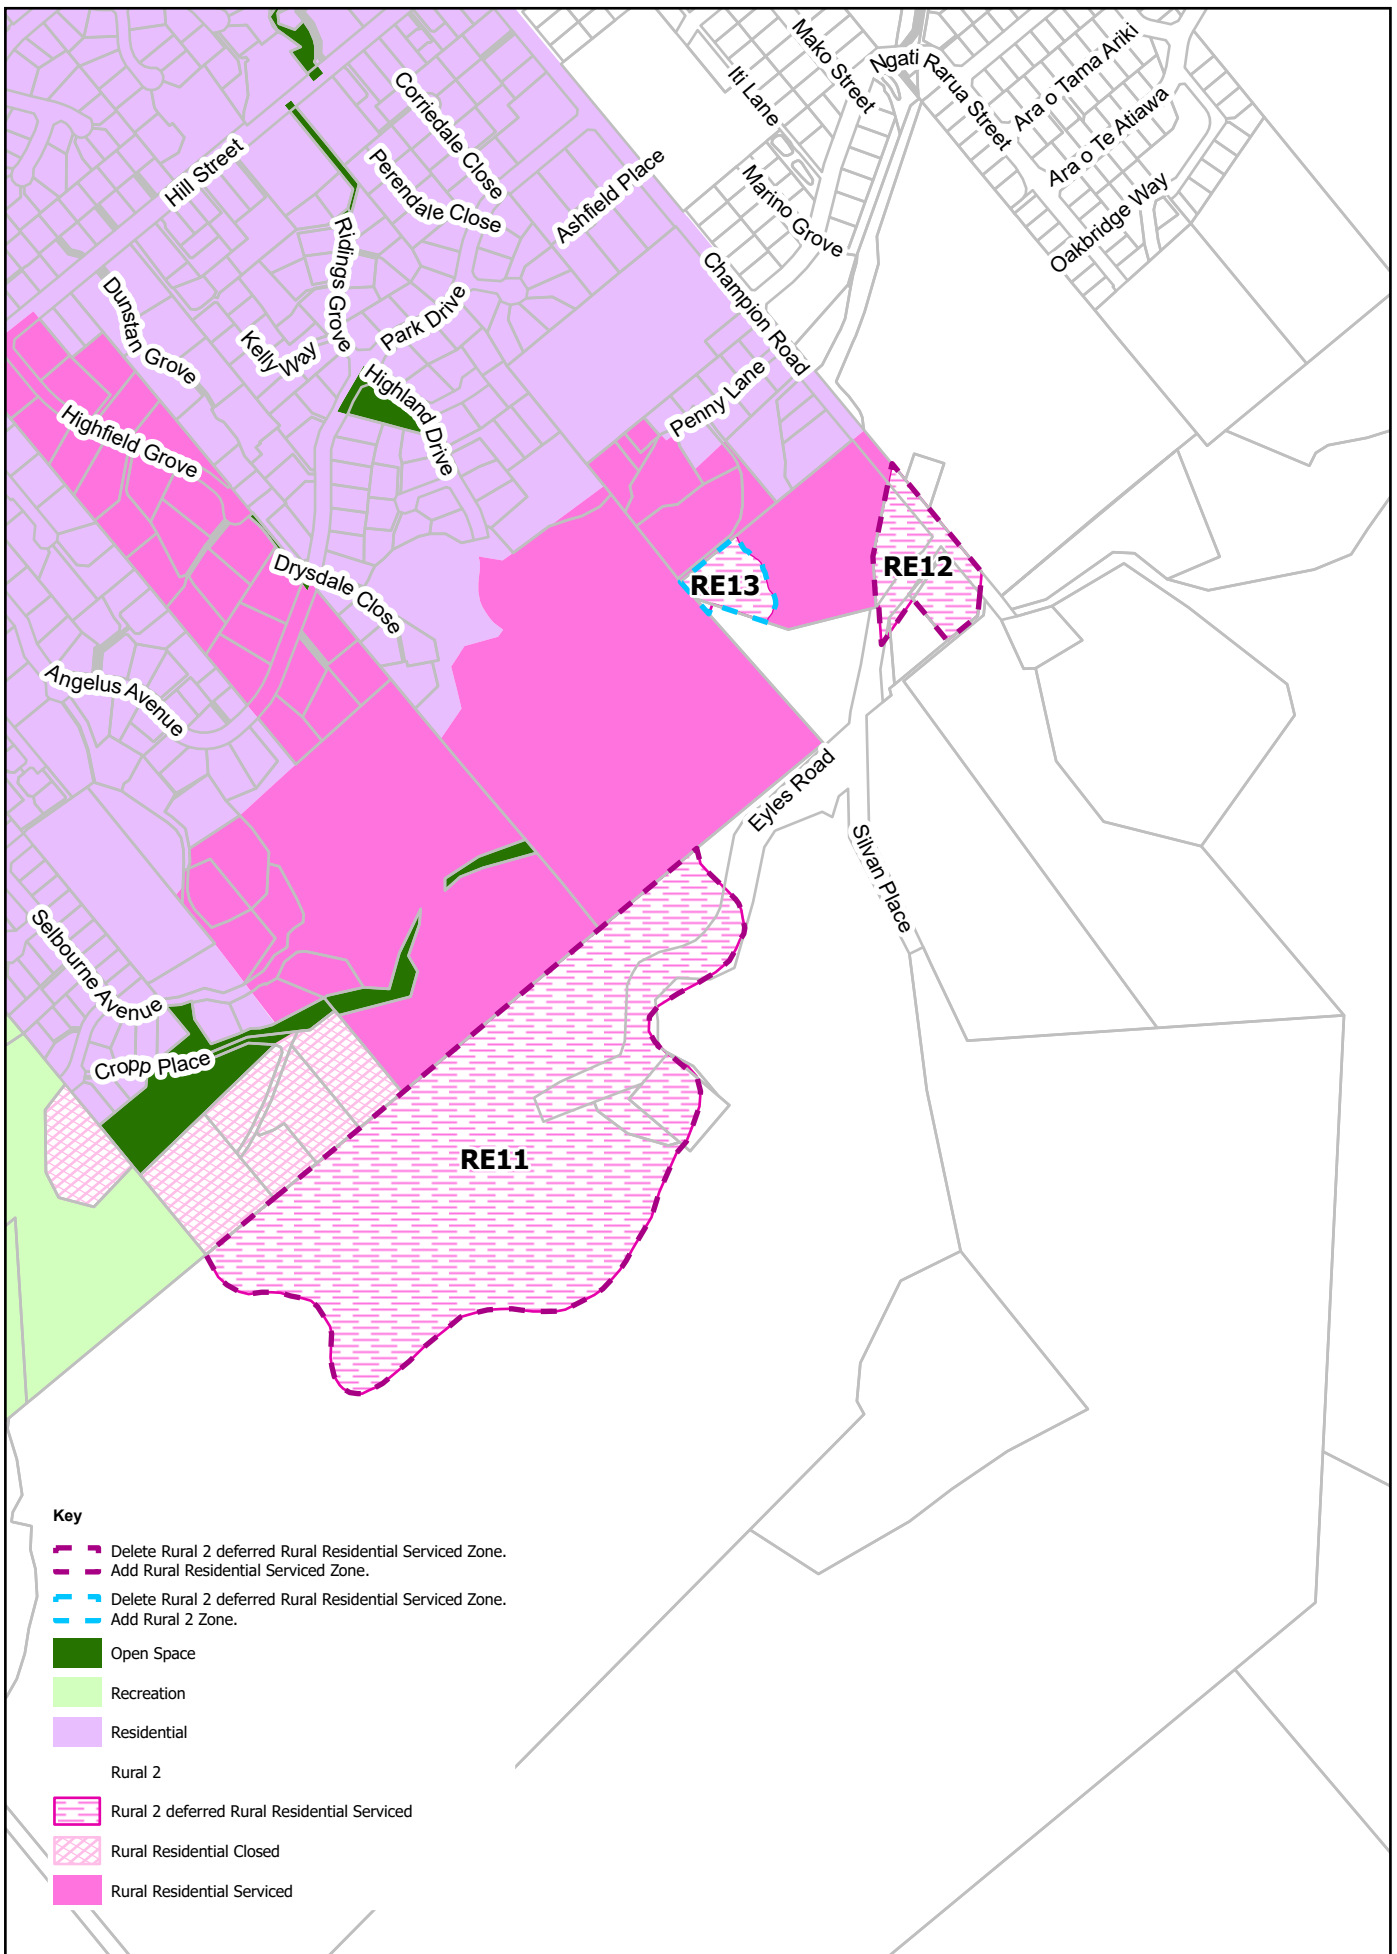 Mako Street
Ngati Rarua Street
Ara o Tama Ariki
Iti Lane
Ara o Te Atiawa
Corriedale Close
Hill Street
Perendale Close
Ashfield Place
Marino Grove
Oakbridge Way
Ridings Grove
Champion Road
Dunstan Grove
Kelly Way
Park Drive
Highland Drive
Penny Lane
Highfield Grove
RE12
RE13
Drysdale Close
Angelus Avenue
Eyles Road
Silvan Place
Selbourne Avenue
Cropp Place
RE11
Key
Delete Rural 2 deferred Rural Residential Serviced Zone.
Add Rural Residential Serviced Zone.
Delete Rural 2 deferred Rural Residential Serviced Zone.
Add Rural 2 Zone.
Open Space
Recreation
Residential
Rural 2
Rural 2 deferred Rural Residential Serviced
Rural Residential Closed
Rural Residential Serviced